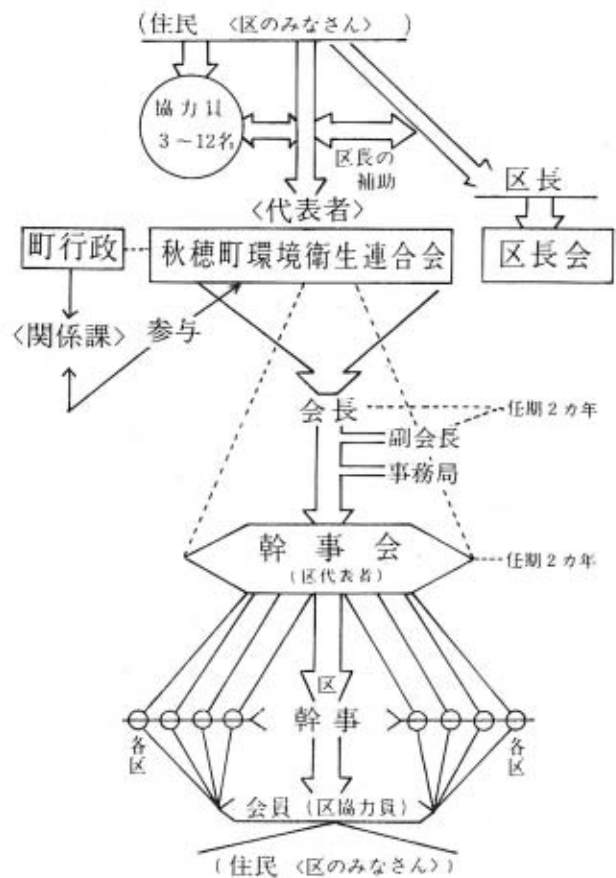 (住民 〈区のみなさん〉 )
協力員
3～12名
区長の
補助
区長
〈代表者〉
町行政
秋穂町環境衛生連合会
区長会
〈関係課〉
参与
会長
任期2カ年
副会長
事務局
幹事会
(区代表者)
任期2カ年
区
幹事
各区
各区
会員(区協力員)
(住民 〈区のみなさん〉)